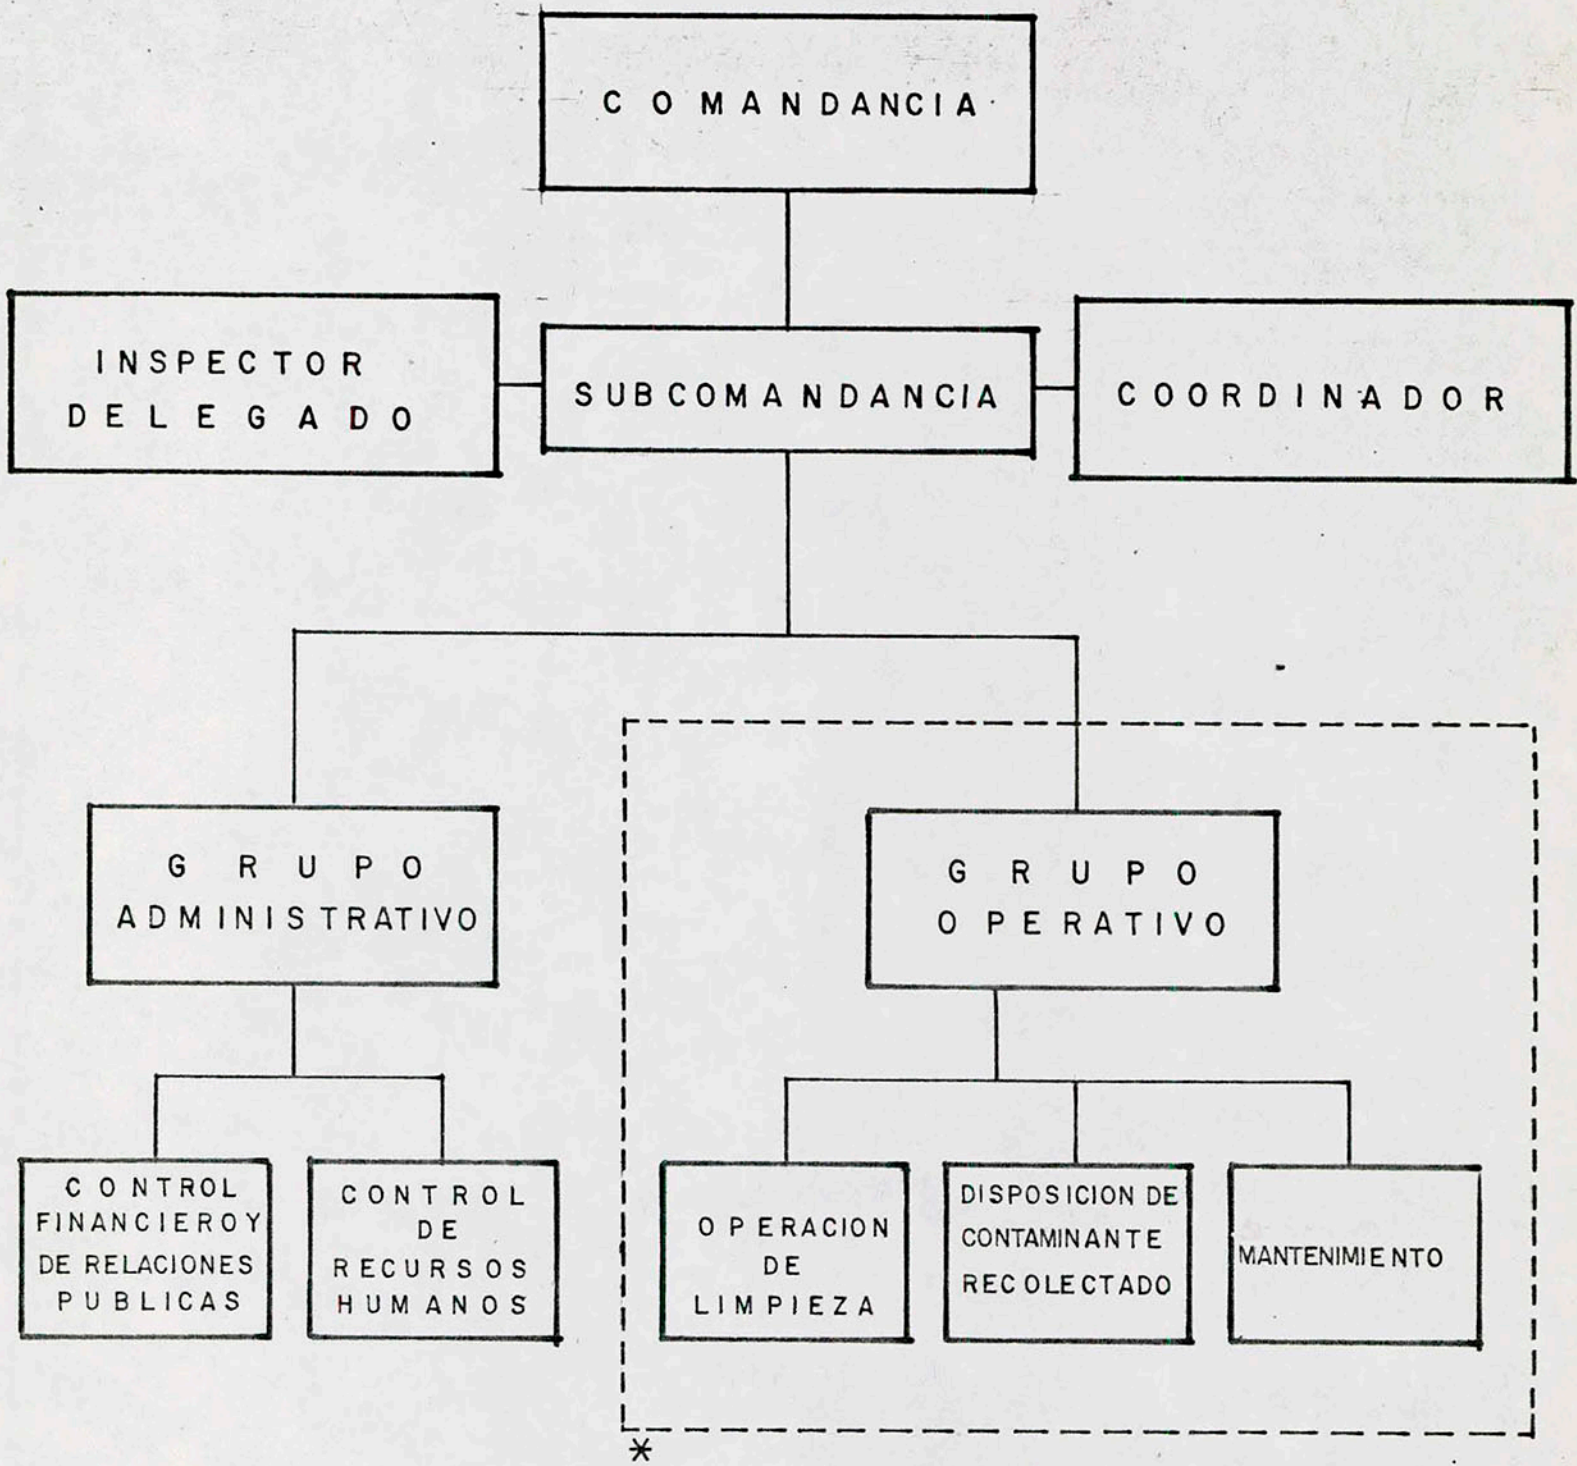 COMANDANCIA
INSPECTOR
DELEGADO
SUBCOMANDANCIA
COORDINADOR
GRUPO
ADMINISTRATIVO
GRUPO
OPERATIVO
CONTROL
FINANCIERO Y
DE RELACIONES
PUBLICAS
CONTROL
DE
RECURSOS
HUMANOS
OPERACION
DE
LIMPIEZA
DISPOSICION DE
CONTAMINANTE
RECOLECTADO
MANTENIMIENTO
*